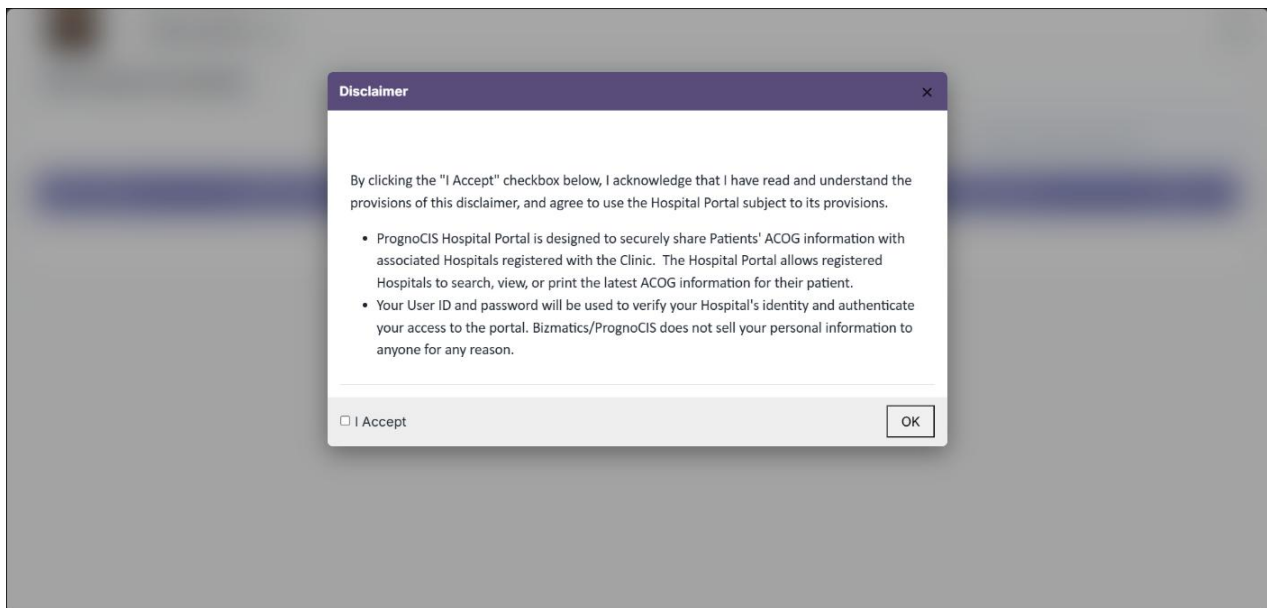 Disclaimer ×
By clicking the "I Accept" checkbox below, I acknowledge that I have read and understand the
provisions of this disclaimer, and agree to use the Hospital Portal subject to its provisions.
• PrognoCIS Hospital Portal is designed to securely share Patients' ACOG information with
associated Hospitals registered with the Clinic. The Hospital Portal allows registered
Hospitals to search, view, or print the latest ACOG information for their patient.
• Your User ID and password will be used to verify your Hospital's identity and authenticate
your access to the portal. Bizmatics/PrognoCIS does not sell your personal information to
anyone for any reason.
I Accept OK